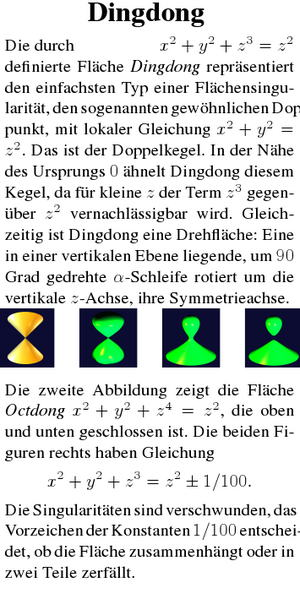 Dingdong
Die durch x² + y² + z³ = z²
definierte Fläche Dingdong repräsentiert
den einfachsten Typ einer Flächensingu-
larität, den sogenannten gewöhnlichen Dop
punkt, mit lokaler Gleichung x² + y² =
z². Das ist der Doppelkegel. In der Nähe
des Ursprungs 0 ähnelt Dingdong diesem
Kegel, da für kleine z der Term z³ gegen-
über z² vernachlässigbar wird. Gleich-
zeitig ist Dingdong eine Drehfläche: Eine
in einer vertikalen Ebene liegende, um 90
Grad gedrehte α-Schleife rotiert um die
vertikale z-Achse, ihre Symmetrieachse.
Die zweite Abbildung zeigt die Fläche
Octdong x² + y² + z⁴ = z², die oben
und unten geschlossen ist. Die beiden Fi-
guren rechts haben Gleichung
x² + y² + z³ = z² ± 1/100.
Die Singularitäten sind verschwunden, das
Vorzeichen der Konstanten 1/100 entschei-
det, ob die Fläche zusammenhängt oder in
zwei Teile zerfällt.